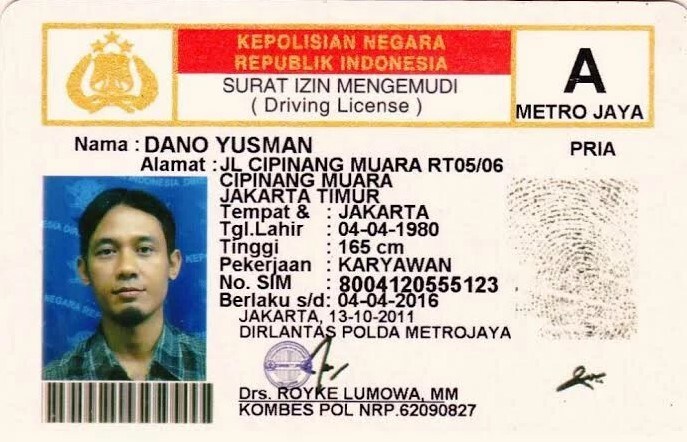 KEPOLISIAN NEGARA
REPUBLIK INDONESIA
SURAT IZIN MENGEMUDI
( Driving License )
A
METRO JAYA
Nama : DANO YUSMAN
PRIA
Alamat : JL CIPINANG MUARA RT05/06
CIPINANG MUARA
JAKARTA TIMUR
Tempat & : JAKARTA
Tgl.Lahir : 04-04-1980
Tinggi : 165 cm
Pekerjaan : KARYAWAN
No. SIM : 8004120555123
Berlaku s/d: 04-04-2016
JAKARTA, 13-10-2011
DIRLANTAS POLDA METROJAYA
Drs. ROYKE LUMOWA, MM
KOMBES POL NRP.62090827